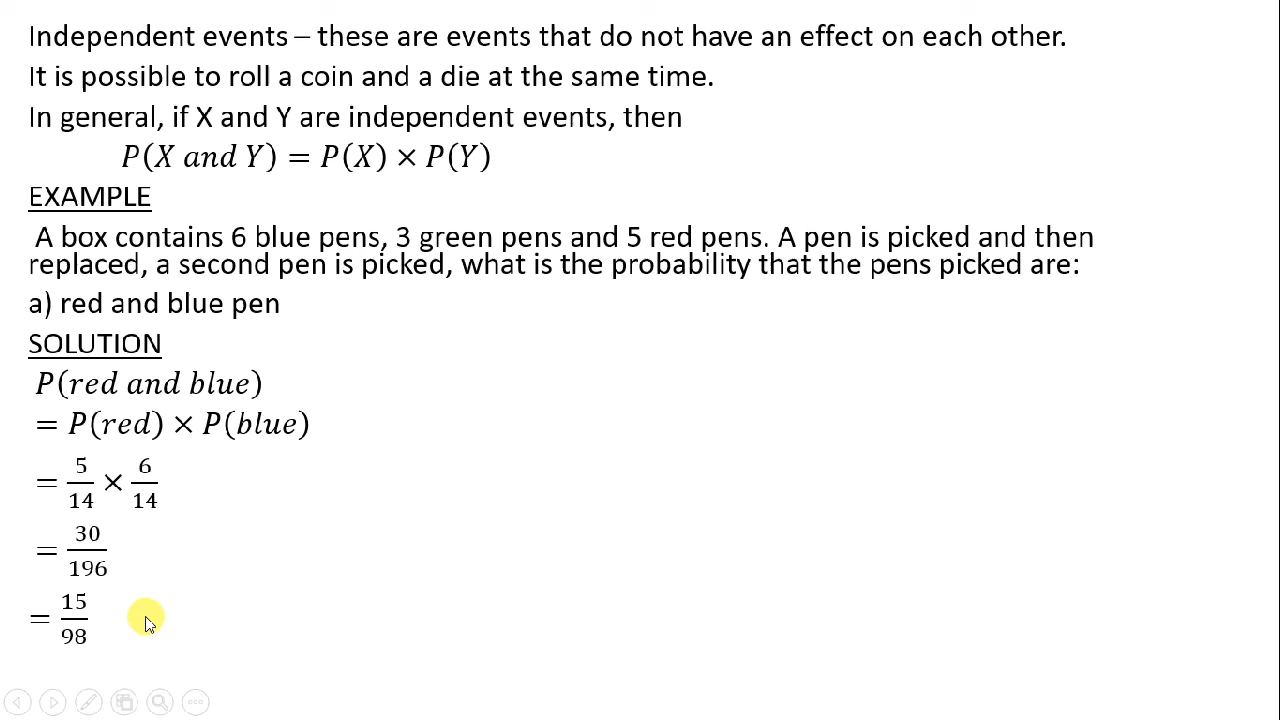 Independent events – these are events that do not have an effect on each other.
It is possible to roll a coin and a die at the same time.
In general, if X and Y are independent events, then
P(X and Y) = P(X) × P(Y)
EXAMPLE
A box contains 6 blue pens, 3 green pens and 5 red pens. A pen is picked and then
replaced, a second pen is picked, what is the probability that the pens picked are:
a) red and blue pen
SOLUTION
P(red and blue)
= P(red) × P(blue)
= 5/14 × 6/14
= 30/196
= 15/98